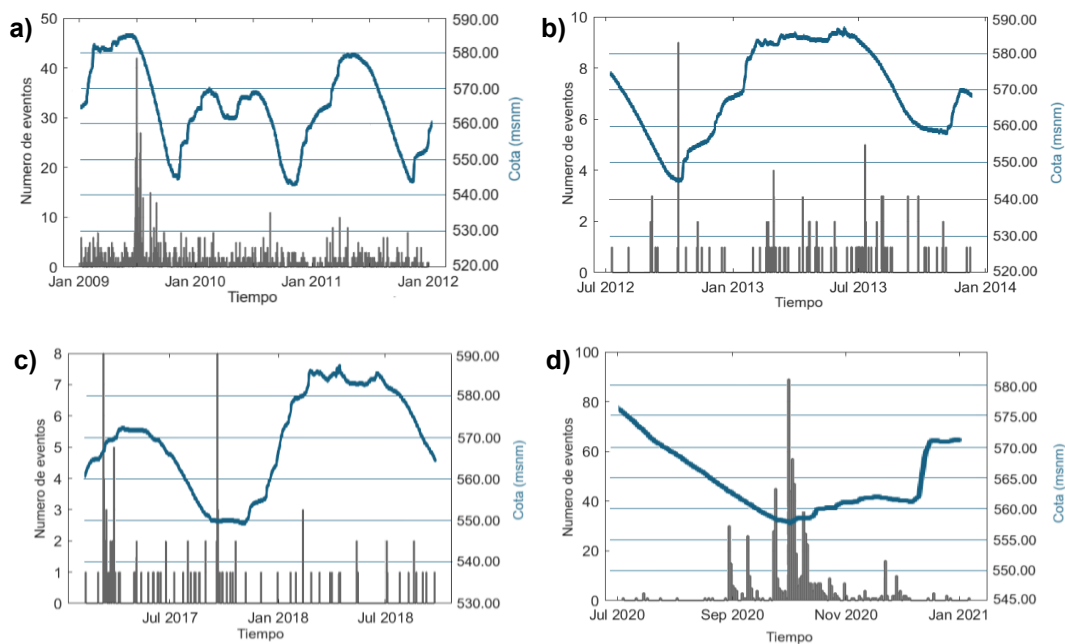 a)
50
40
30
20
10
0
Numero de eventos
590.00
580.00
570.00
560.00
550.00
540.00
530.00
520.00
Cota (msnm)
Jan 2009 Jan 2010 Jan 2011 Jan 2012
Tiempo
b)
10
8
6
4
2
0
Numero de eventos
590.00
580.00
570.00
560.00
550.00
540.00
530.00
520.00
Cota (msnm)
Jul 2012 Jan 2013 Jul 2013 Jan 2014
Tiempo
c)
8
7
6
5
4
3
2
1
0
Numero de eventos
590.00
580.00
570.00
560.00
550.00
540.00
530.00
Cota (msnm)
Jul 2017 Jan 2018 Jul 2018
Tiempo
d)
100
80
60
40
20
0
Numero de eventos
580.00
575.00
570.00
565.00
560.00
555.00
550.00
545.00
Cota (msnm)
Jul 2020 Sep 2020 Nov 2020 Jan 2021
Tiempo